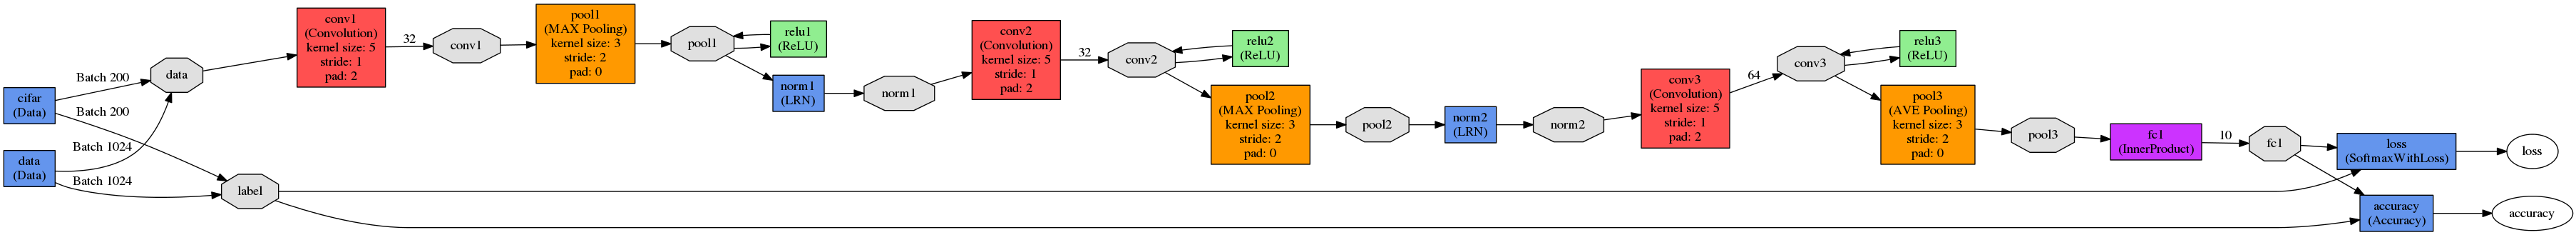 cifar
(Data)
data
(Data)
Batch 200
Batch 200
Batch 1024
Batch 1024
data
label
conv1
(Convolution)
kernel size: 5
stride: 1
pad: 2
32
conv1
pool1
(MAX Pooling)
kernel size: 3
stride: 2
pad: 0
pool1
relu1
(ReLU)
norm1
(LRN)
norm1
conv2
(Convolution)
kernel size: 5
stride: 1
pad: 2
32
conv2
relu2
(ReLU)
pool2
(MAX Pooling)
kernel size: 3
stride: 2
pad: 0
pool2
norm2
(LRN)
norm2
conv3
(Convolution)
kernel size: 5
stride: 1
pad: 2
64
conv3
relu3
(ReLU)
pool3
(AVE Pooling)
kernel size: 3
stride: 2
pad: 0
pool3
fc1
(InnerProduct)
10
fc1
loss
(SoftmaxWithLoss)
loss
accuracy
(Accuracy)
accuracy